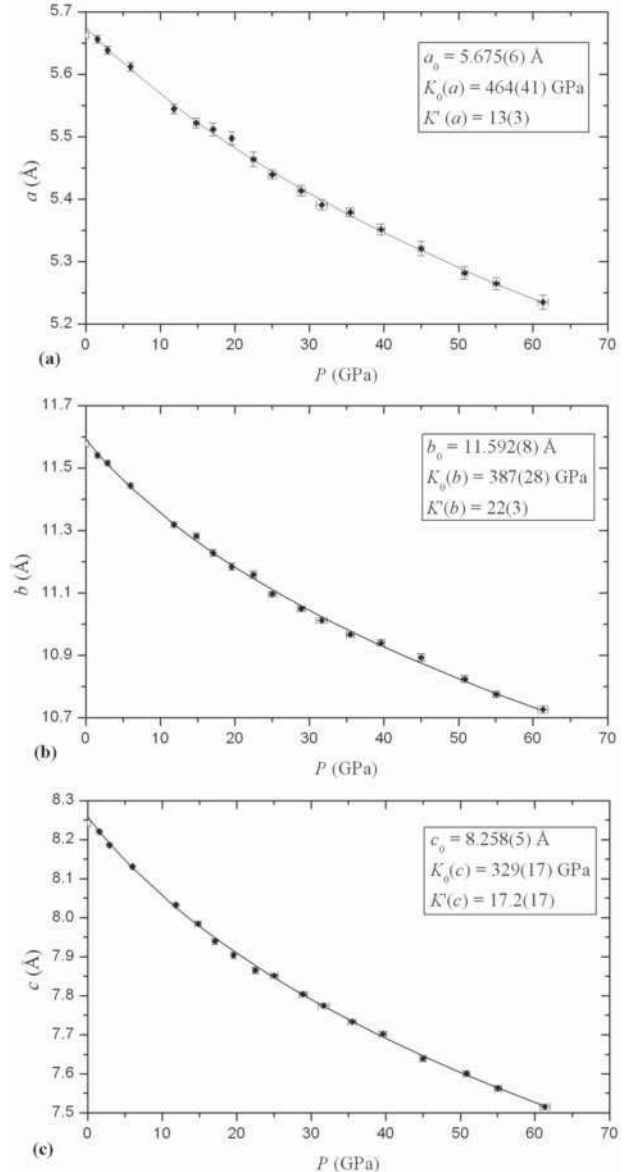 5.7
5.6
5.5
5.4
5.3
5.2
a (Å)
a₀ = 5.675(6) Å
K₀(a) = 464(41) GPa
K' (a) = 13(3)
0 10 20 30 40 50 60 70
(a)
P (GPa)
11.7
11.5
11.3
11.1
10.9
10.7
b (Å)
b₀ = 11.592(8) Å
K₀(b) = 387(28) GPa
K'(b) = 22(3)
0 10 20 30 40 50 60 70
(b)
P (GPa)
8.3
8.2
8.1
8.0
7.9
7.8
7.7
7.6
7.5
c (Å)
c₀ = 8.258(5) Å
K₀(c) = 329(17) GPa
K'(c) = 17.2(17)
0 10 20 30 40 50 60 70
(c)
P (GPa)